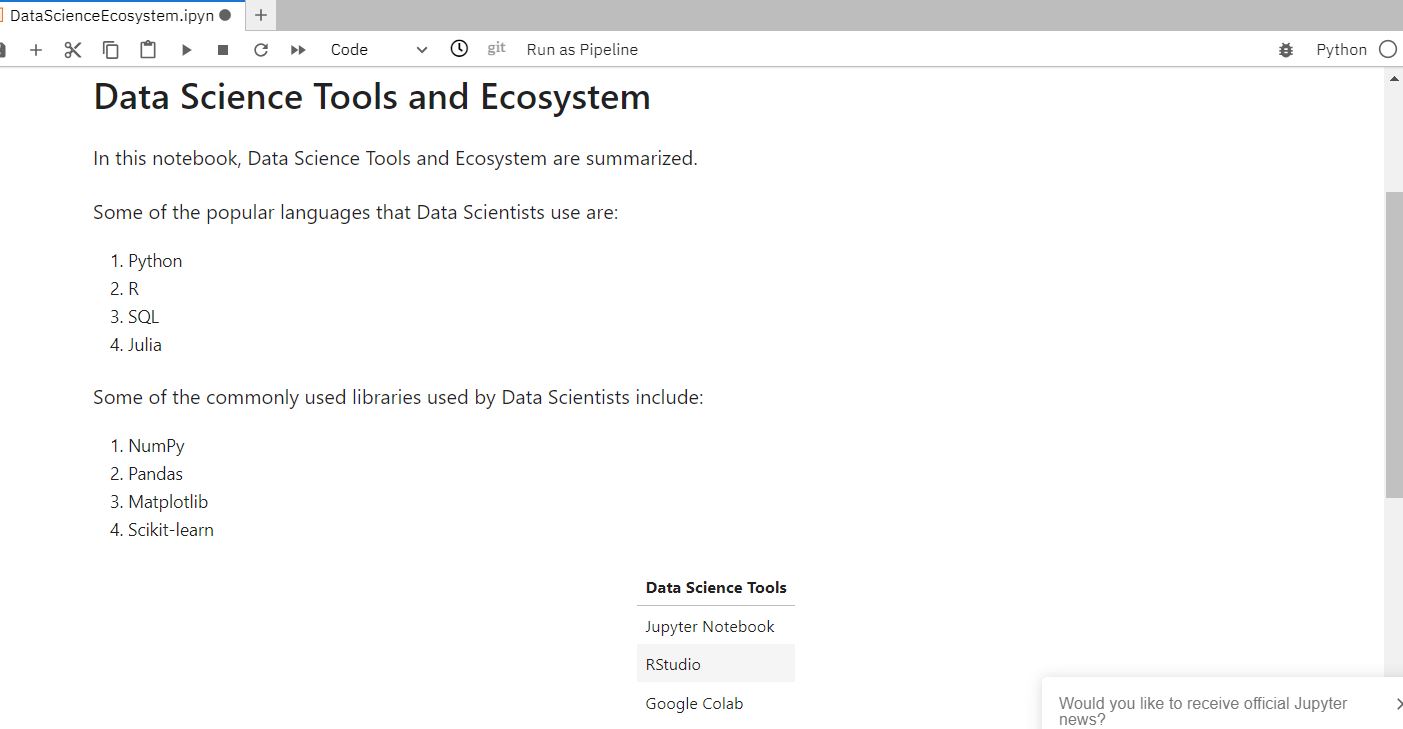 DataScienceEcosystem.ipyn
Code
git
Run as Pipeline
Python
Data Science Tools and Ecosystem
In this notebook, Data Science Tools and Ecosystem are summarized.
Some of the popular languages that Data Scientists use are:
1. Python
2. R
3. SQL
4. Julia
Some of the commonly used libraries used by Data Scientists include:
1. NumPy
2. Pandas
3. Matplotlib
4. Scikit-learn
Data Science Tools
Jupyter Notebook
RStudio
Google Colab
Would you like to receive official Jupyter
news?